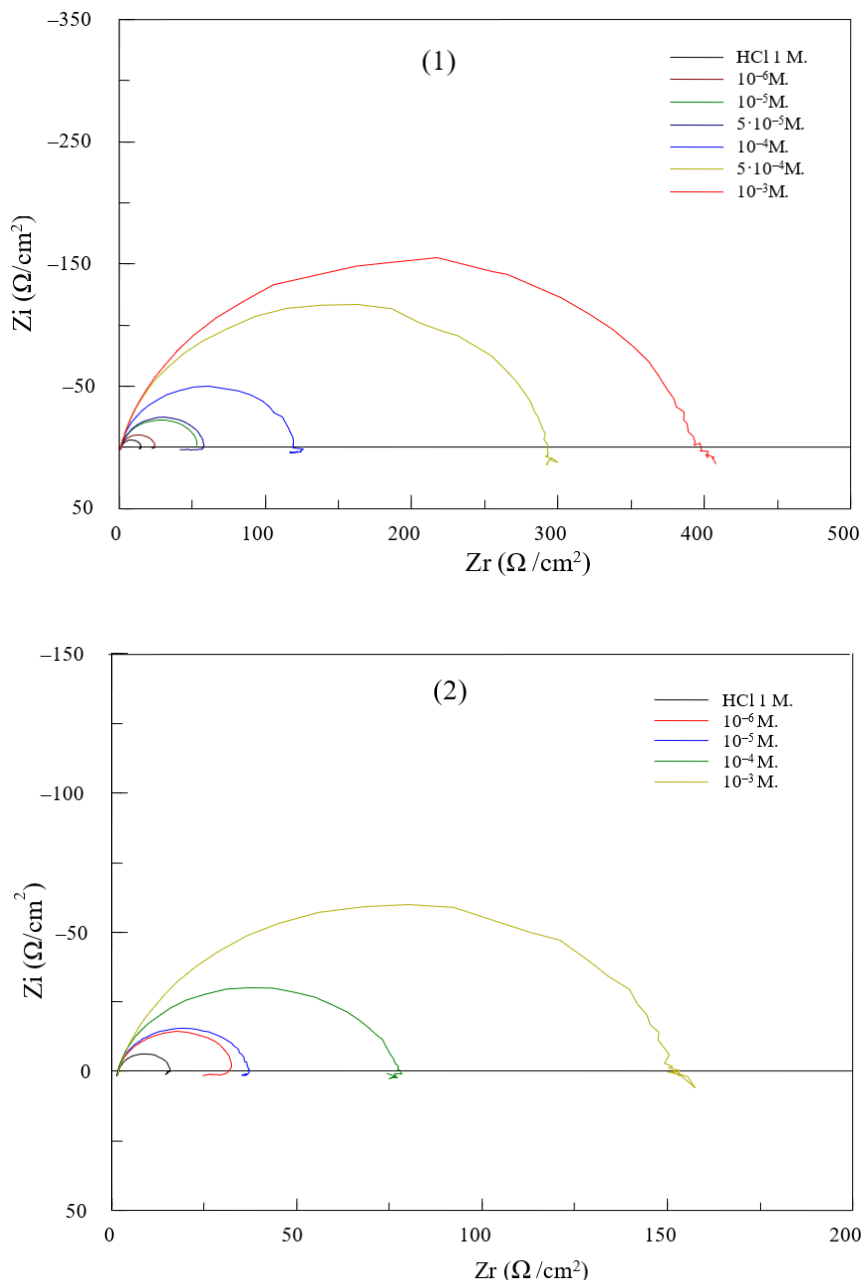 (1)
−350
−250
−150
−50
50
Zi (Ω/cm²)
HCl 1 M.
10⁻⁶M.
10⁻⁵M.
5·10⁻⁵M.
10⁻⁴M.
5·10⁻⁴M.
10⁻³M.
0 100 200 300 400 500
Zr (Ω /cm²)
(2)
−150
−100
−50
0
50
Zi (Ω/cm²)
HCl 1 M.
10⁻⁶ M.
10⁻⁵ M.
10⁻⁴ M.
10⁻³ M.
0 50 100 150 200
Zr (Ω /cm²)